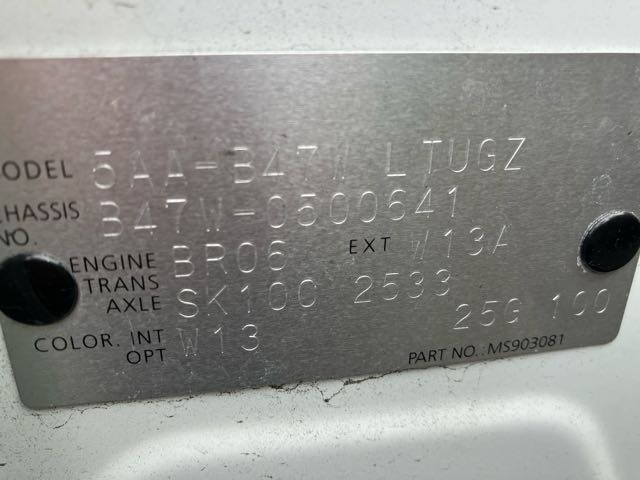 MODEL 5AA-B47W LTUGZ
CHASSIS NO. B47W-0500641
ENGINE BR06 EXT W13A
TRANS AXLE SK10C 2533
COLOR. INT W13 25G 100
OPT PART NO.:MS903081